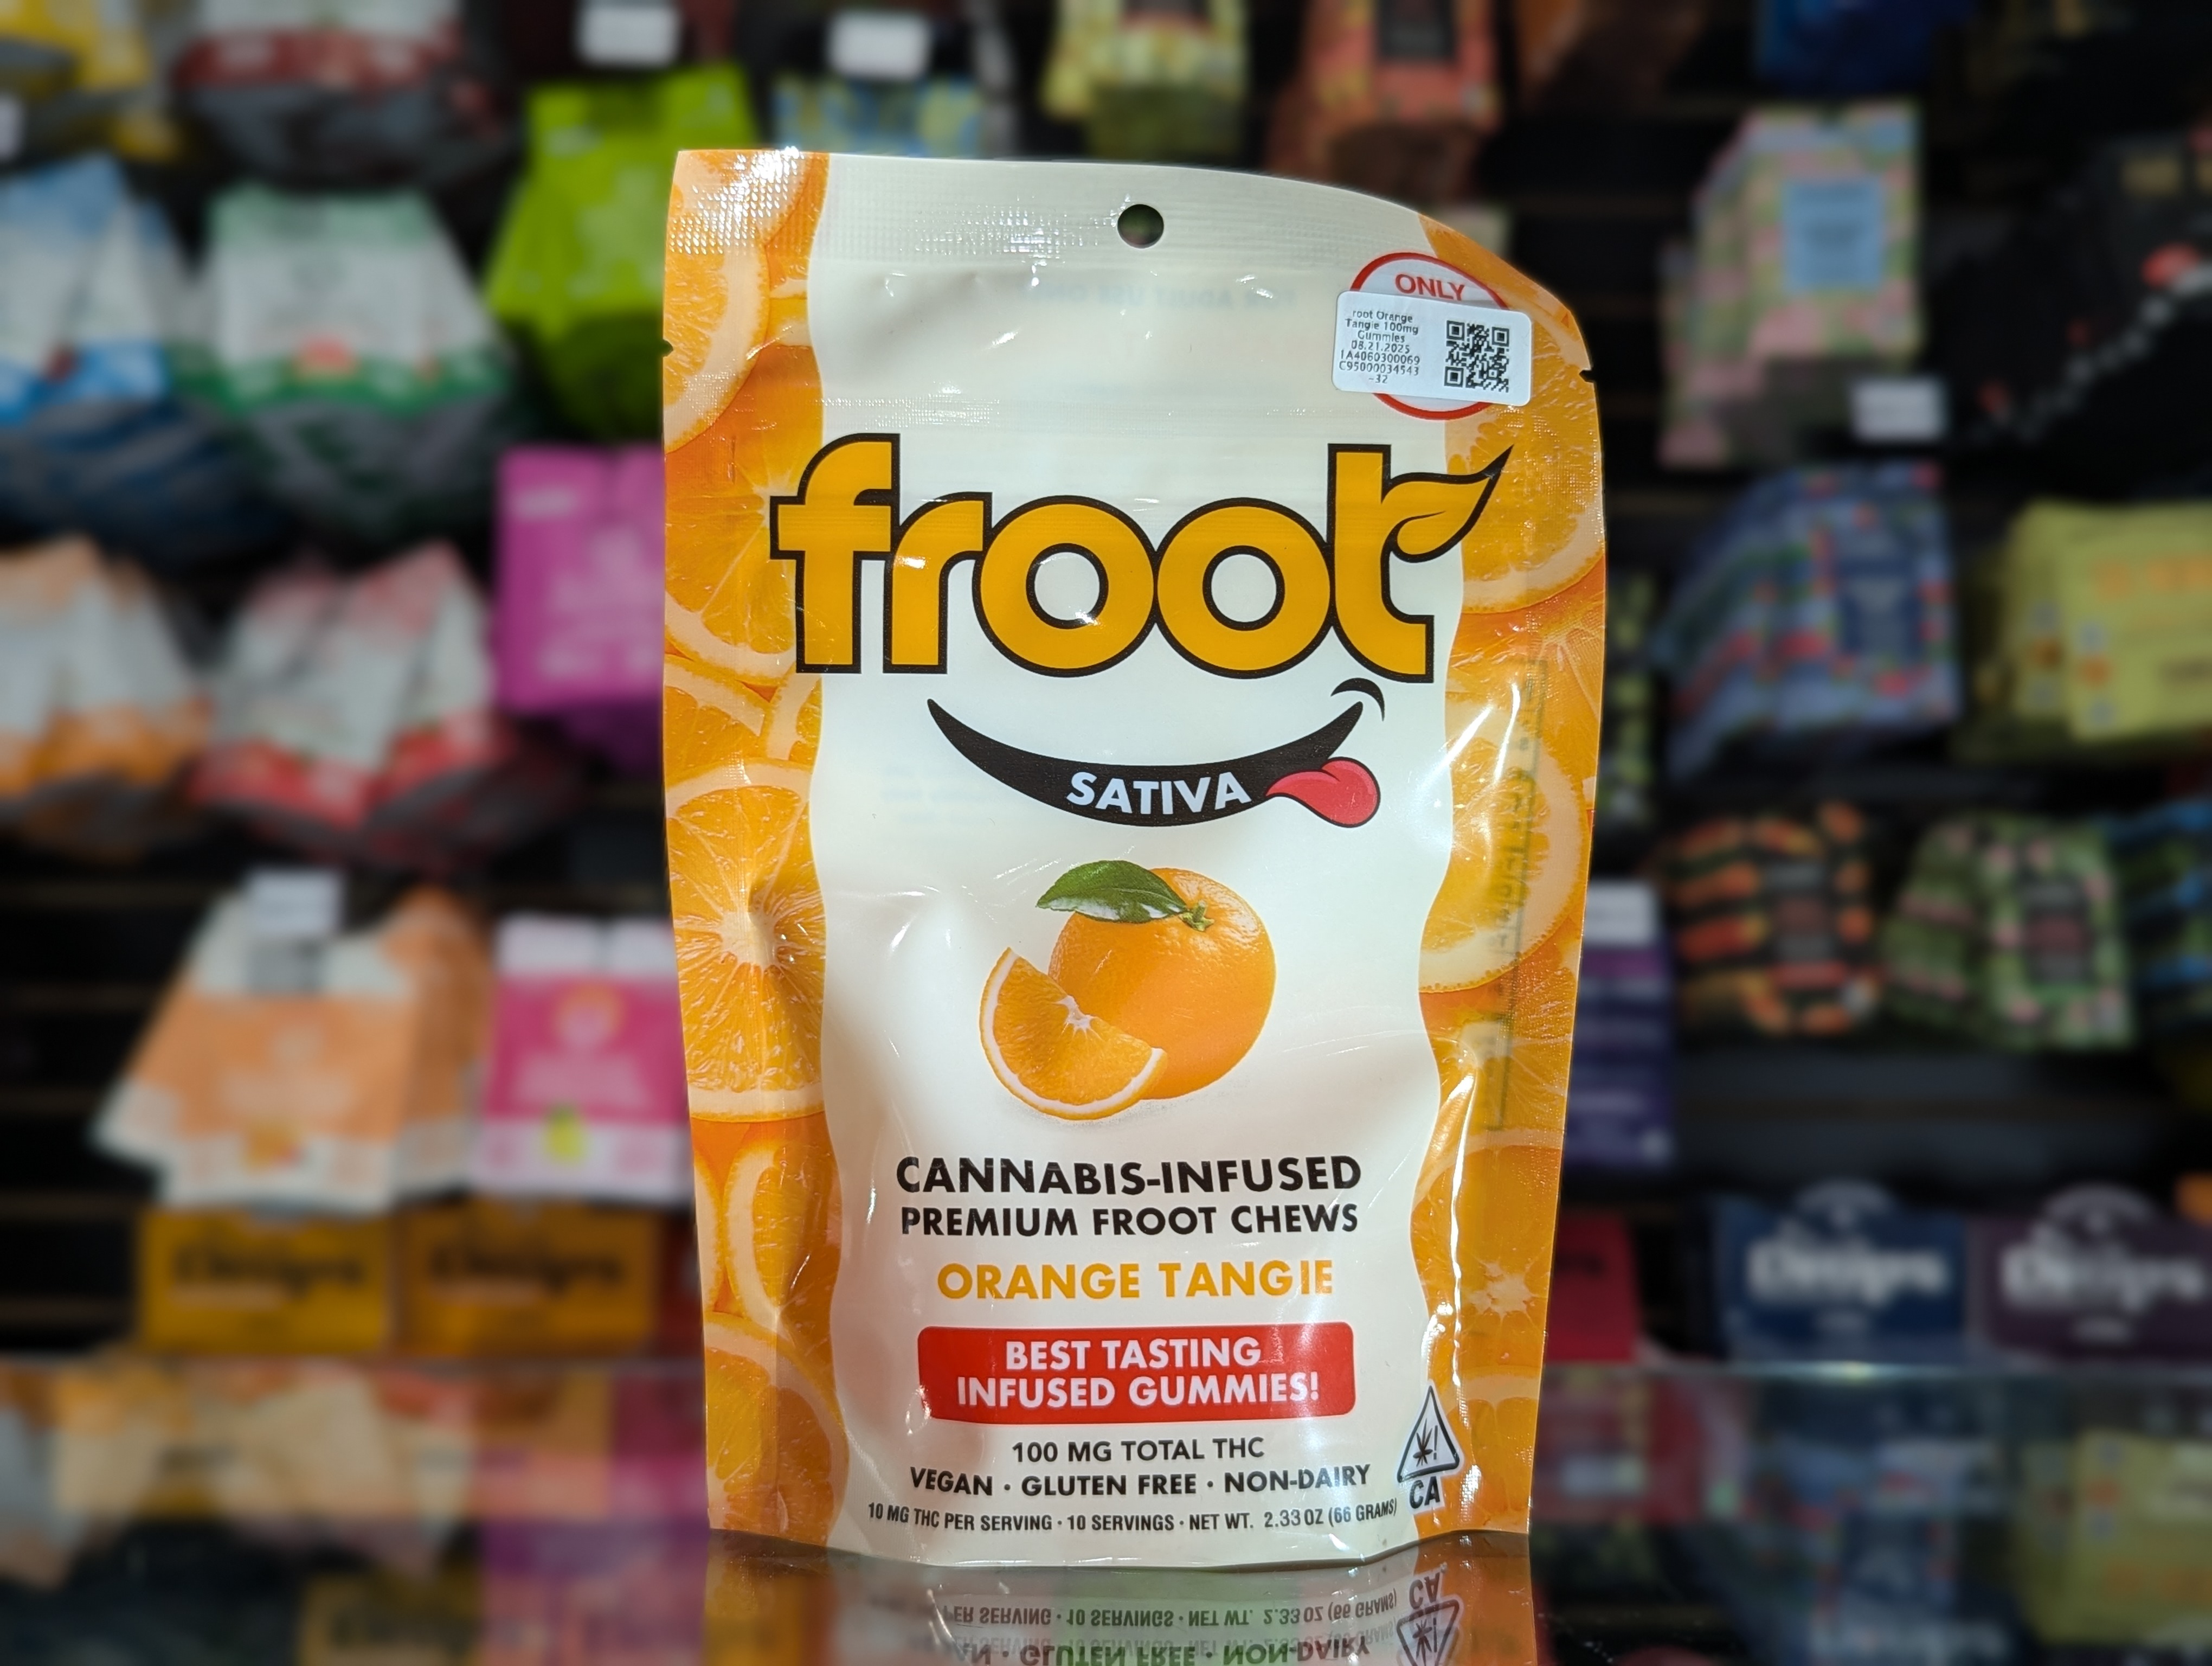 ONLY
root Orange
Tangie 100mg
Gummies
08.21.2025
1A4060300069
C95000034543
-32
froot
SATIVA
CANNABIS-INFUSED
PREMIUM FROOT CHEWS
ORANGE TANGIE
BEST TASTING
INFUSED GUMMIES!
100 MG TOTAL THC
VEGAN · GLUTEN FREE · NON-DAIRY
CA
10 MG THC PER SERVING · 10 SERVINGS · NET WT. 2.33 OZ (66 GRAMS)